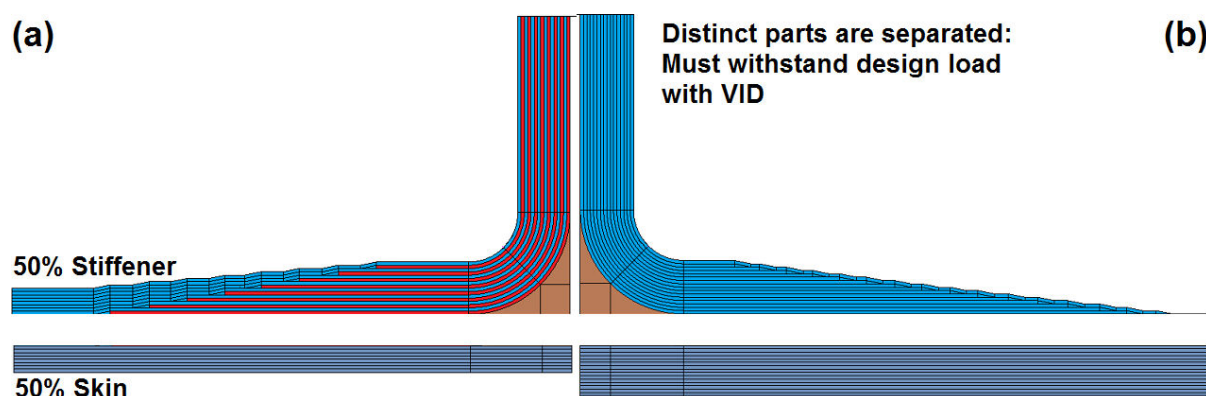 (a)
Distinct parts are separated:
Must withstand design load
with VID
(b)
50% Stiffener
50% Skin